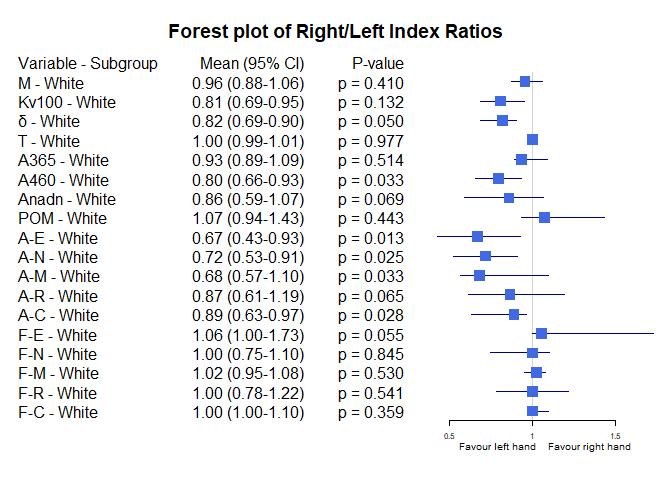 Forest plot of Right/Left Index Ratios
Variable - Subgroup Mean (95% CI) P-value
M - White 0.96 (0.88-1.06) p = 0.410
Kv100 - White 0.81 (0.69-0.95) p = 0.132
δ - White 0.82 (0.69-0.90) p = 0.050
T - White 1.00 (0.99-1.01) p = 0.977
A365 - White 0.93 (0.89-1.09) p = 0.514
A460 - White 0.80 (0.66-0.93) p = 0.033
Anadn - White 0.86 (0.59-1.07) p = 0.069
POM - White 1.07 (0.94-1.43) p = 0.443
A-E - White 0.67 (0.43-0.93) p = 0.013
A-N - White 0.72 (0.53-0.91) p = 0.025
A-M - White 0.68 (0.57-1.10) p = 0.033
A-R - White 0.87 (0.61-1.19) p = 0.065
A-C - White 0.89 (0.63-0.97) p = 0.028
F-E - White 1.06 (1.00-1.73) p = 0.055
F-N - White 1.00 (0.75-1.10) p = 0.845
F-M - White 1.02 (0.95-1.08) p = 0.530
F-R - White 1.00 (0.78-1.22) p = 0.541
F-C - White 1.00 (1.00-1.10) p = 0.359
0.5 1 1.5
Favour left hand Favour right hand